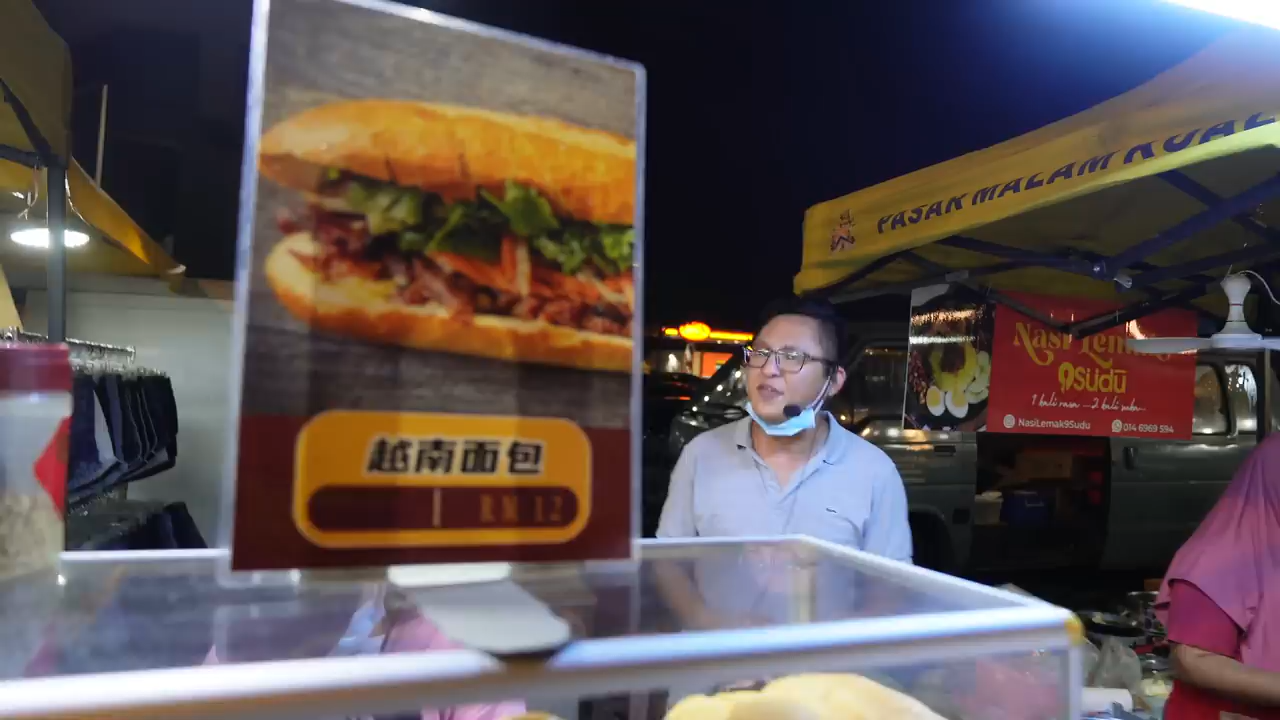 越南面包
RM 12
PASAR MALAM KUAL
Nasi Lemak
9SUDU
1 kali rasa ....2 kali suka...
NasiLemak9Sudu
014 6969 594